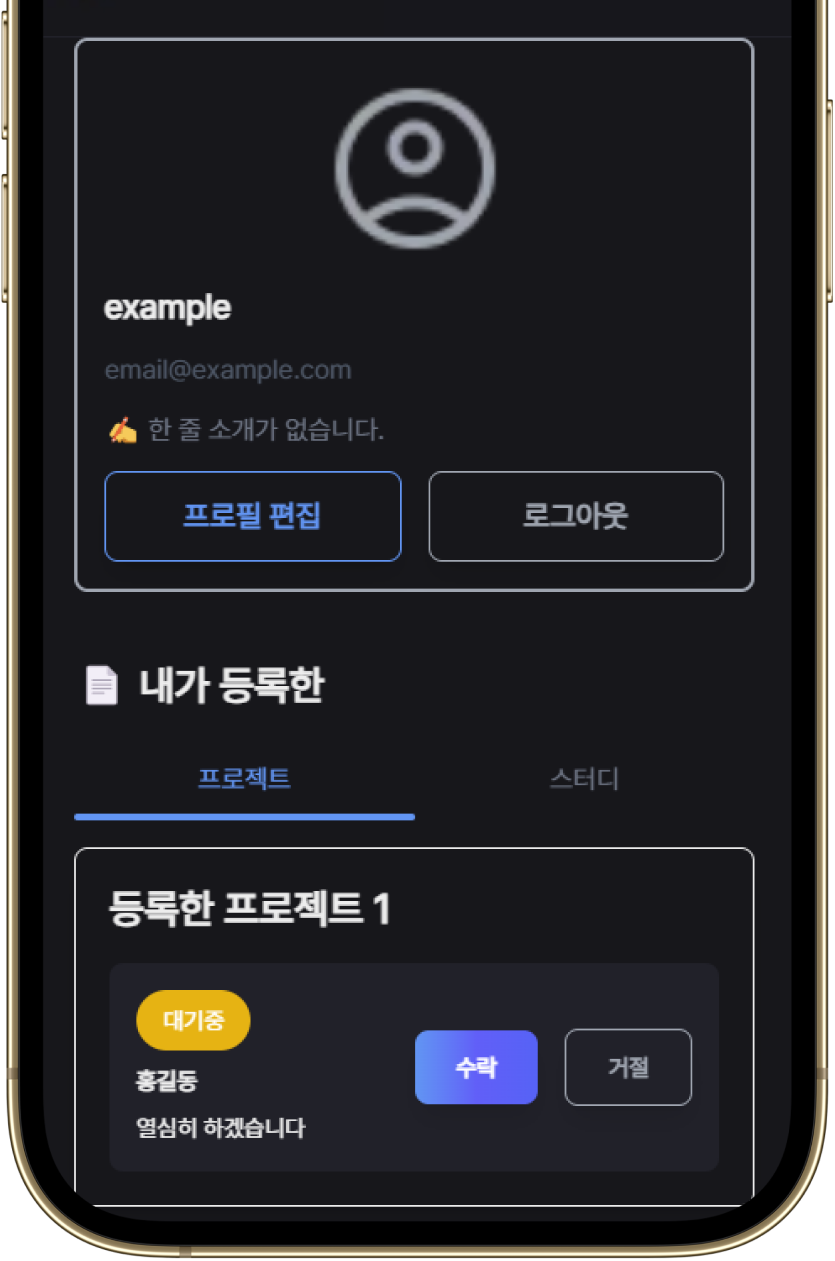 example
email@example.com
✍️ 한 줄 소개가 없습니다.
프로필 편집 로그아웃
📄 내가 등록한
프로젝트 스터디
등록한 프로젝트 1
대기중
홍길동
열심히 하겠습니다
수락 거절